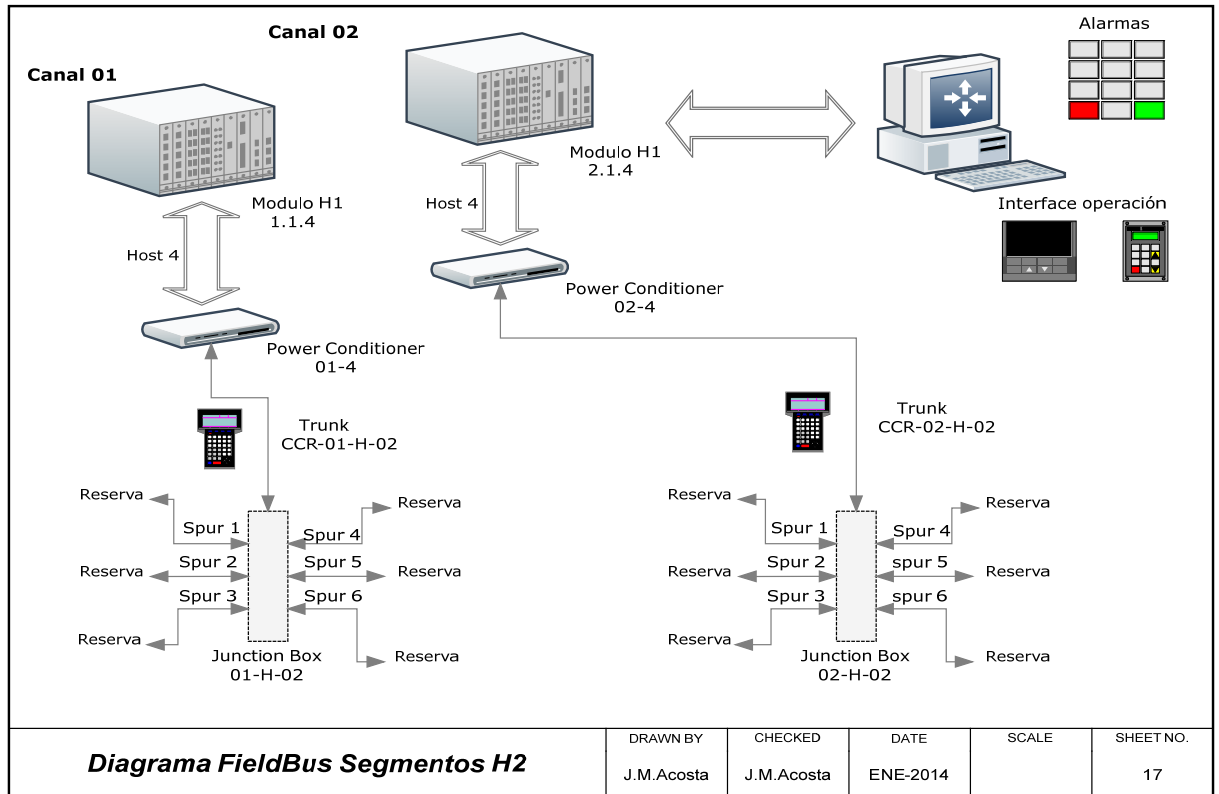 Canal 01
Canal 02
Alarmas
Modulo H1
1.1.4
Modulo H1
2.1.4
Host 4
Host 4
Interface operación
Power Conditioner
01-4
Power Conditioner
02-4
Trunk
CCR-01-H-02
Trunk
CCR-02-H-02
Reserva
Spur 1
Spur 4
Reserva
Reserva
Spur 2
Spur 5
Reserva
Spur 3
Spur 6
Reserva
Reserva
Junction Box
01-H-02
Reserva
Spur 1
Spur 4
Reserva
Reserva
Spur 2
spur 5
Reserva
Spur 3
spur 6
Reserva
Reserva
Junction Box
02-H-02
Diagrama FieldBus Segmentos H2
DRAWN BY
J.M.Acosta
CHECKED
J.M.Acosta
DATE
ENE-2014
SCALE
SHEET NO.
17